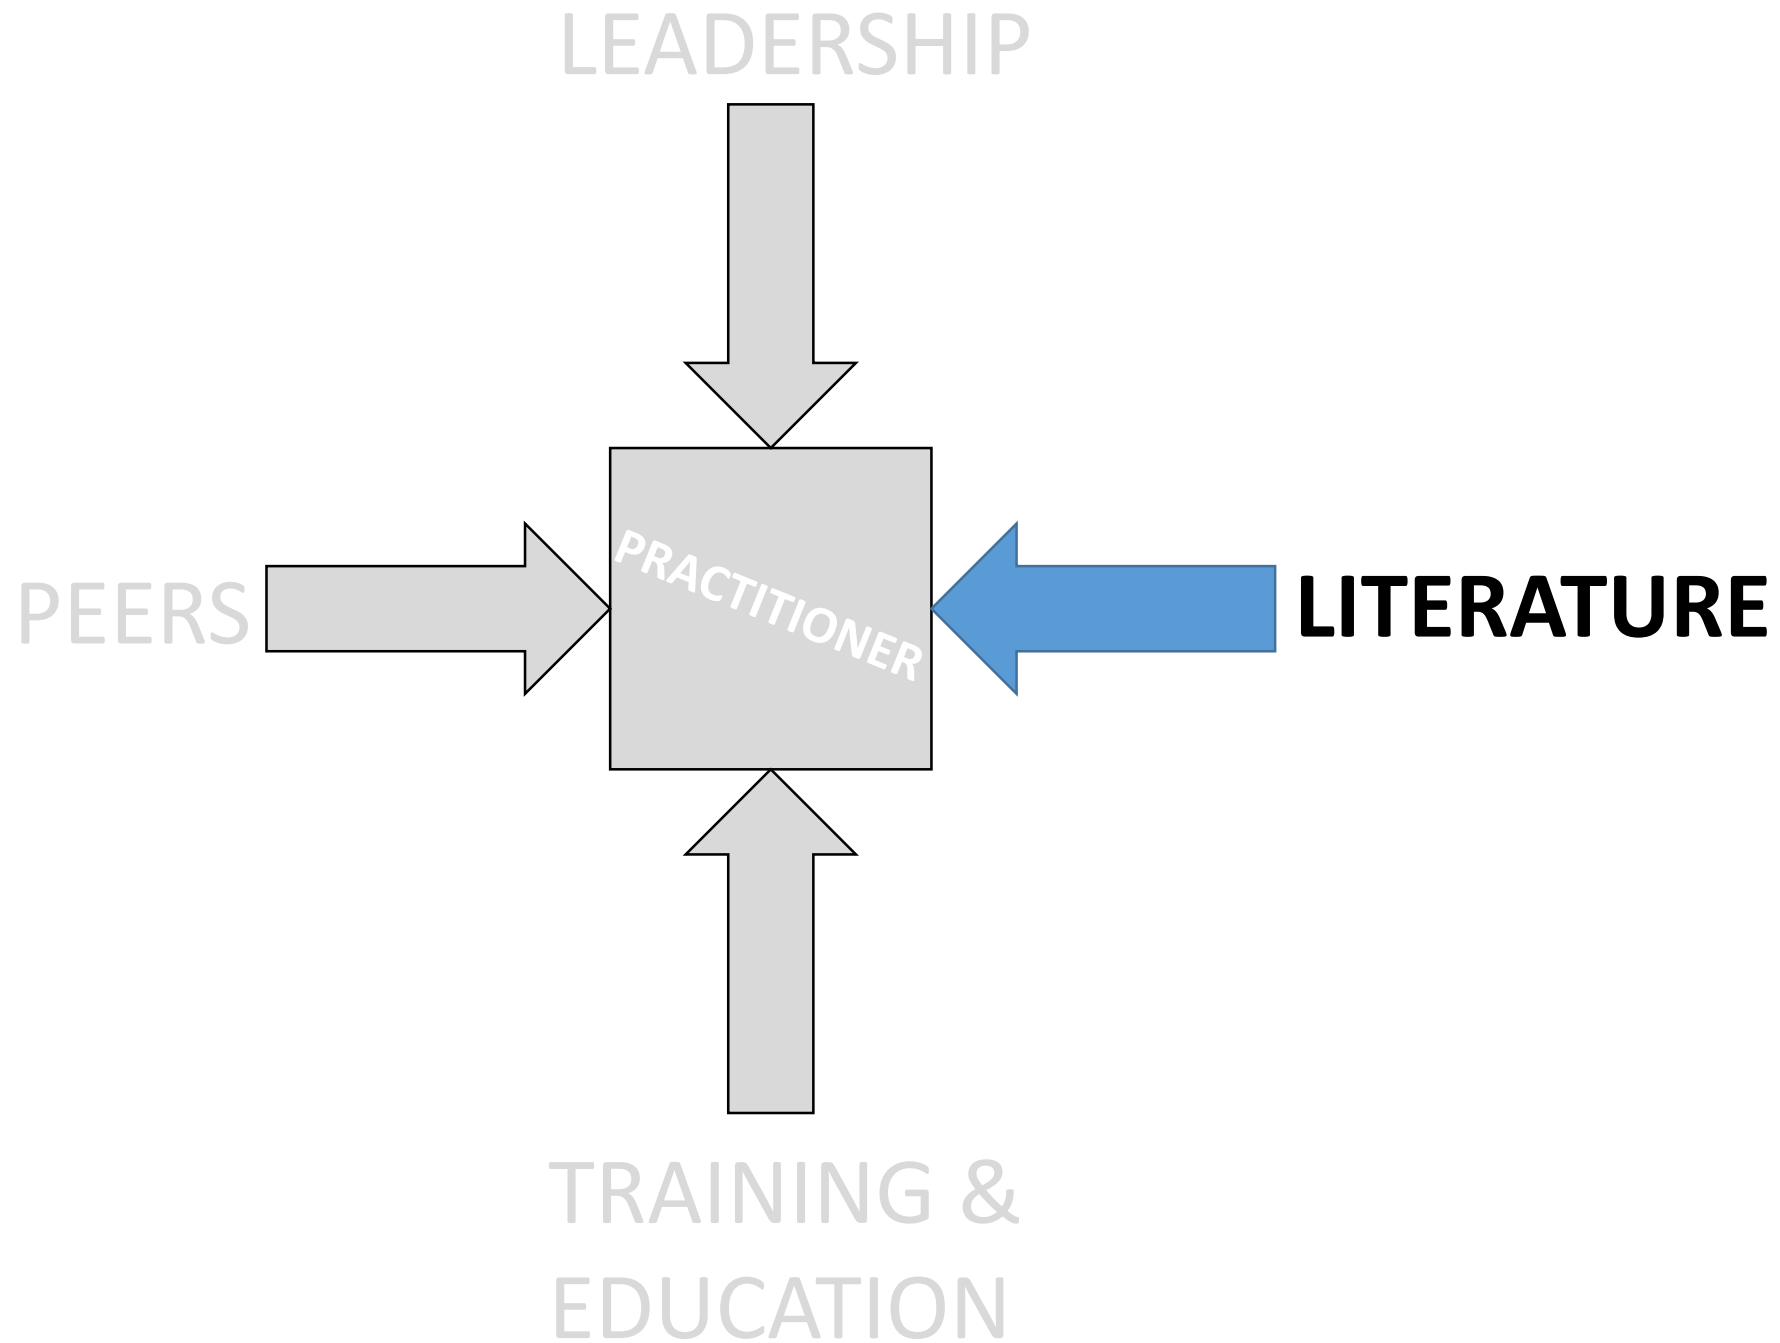 LEADERSHIP
PEERS
PRACTITIONER
LITERATURE
TRAINING &
EDUCATION